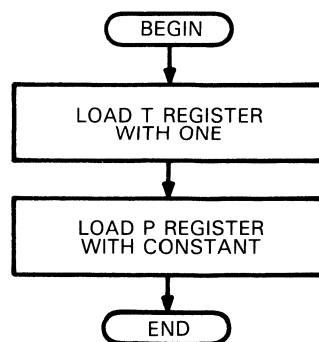 BEGIN
LOAD T REGISTER
WITH ONE
LOAD P REGISTER
WITH CONSTANT
END